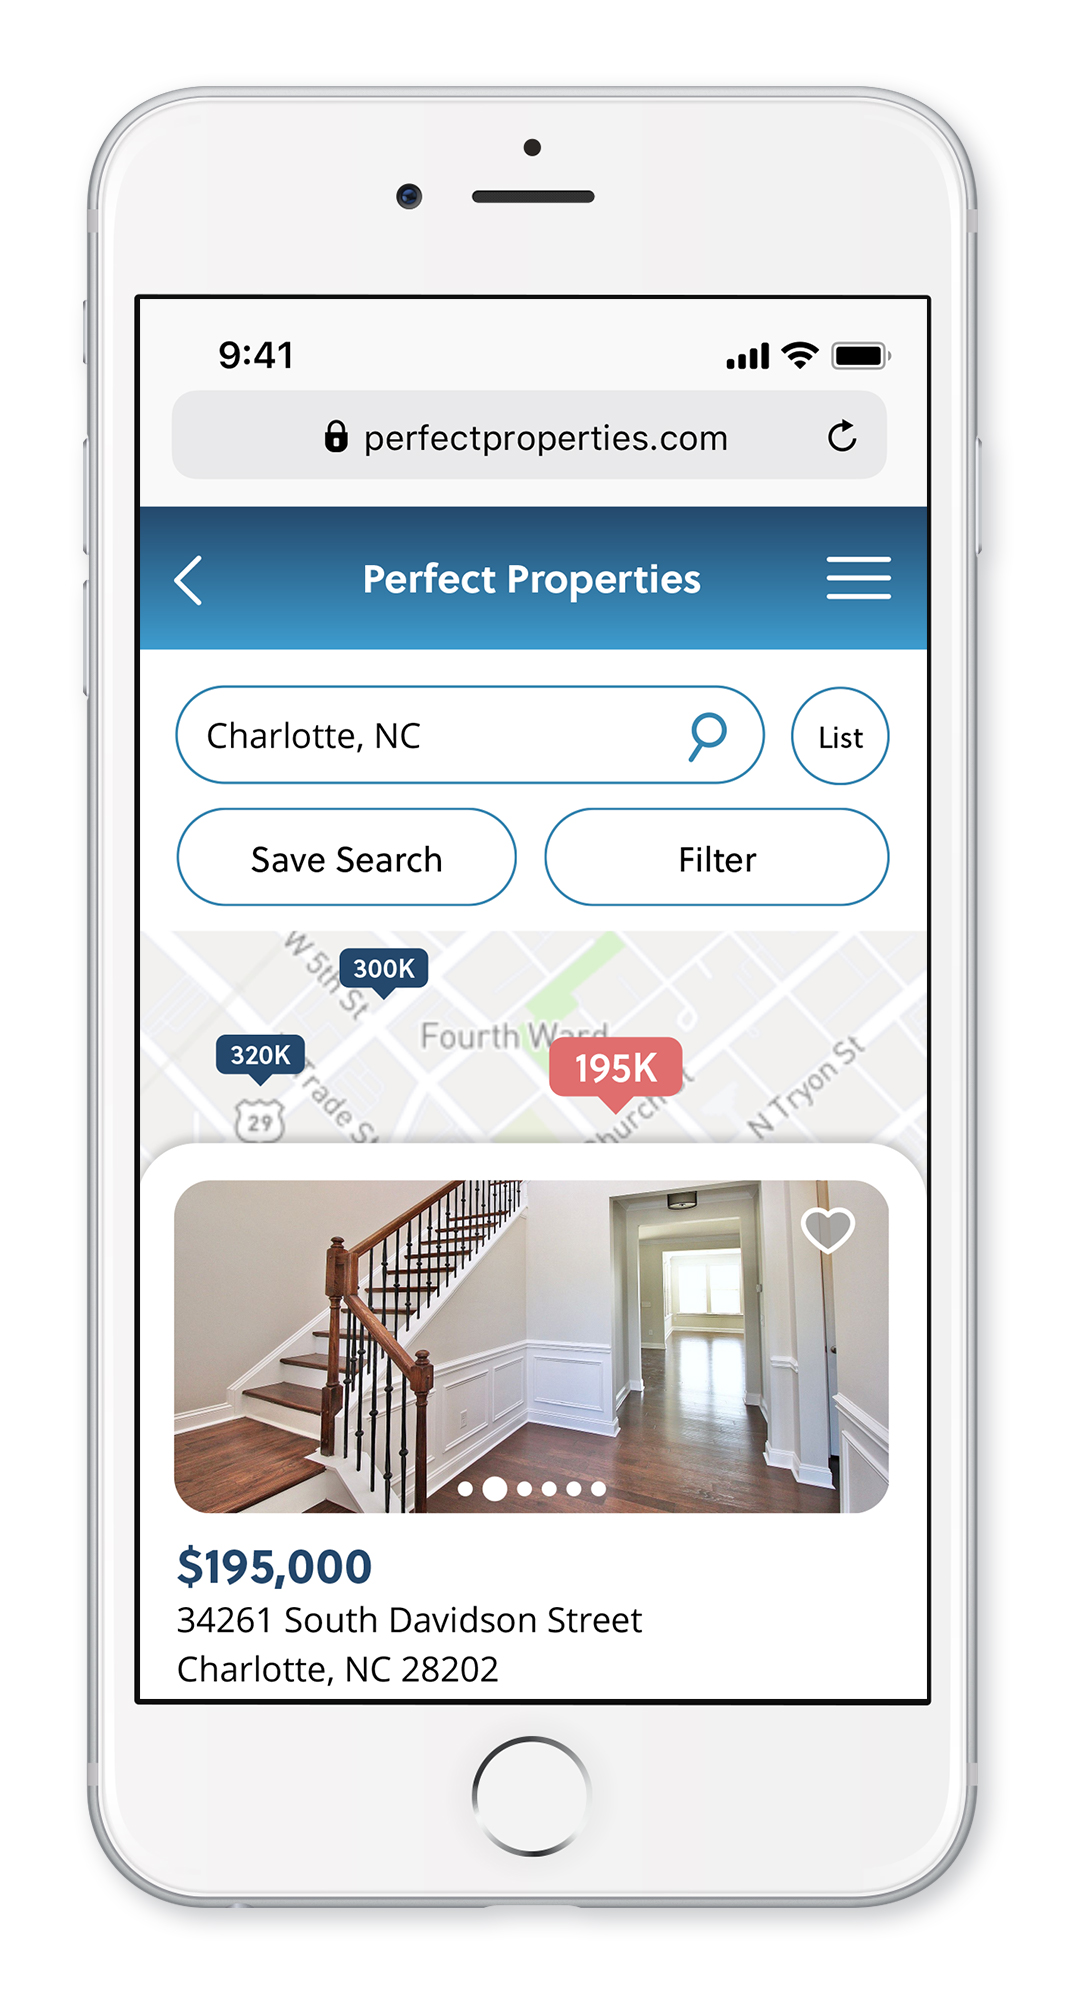 9:41
perfectproperties.com
Perfect Properties
Charlotte, NC
List
Save Search
Filter
W 5th St
300K
Fourth Ward
320K
195K
Trade St
29
Church
N Tryon St
$195,000
34261 South Davidson Street
Charlotte, NC 28202